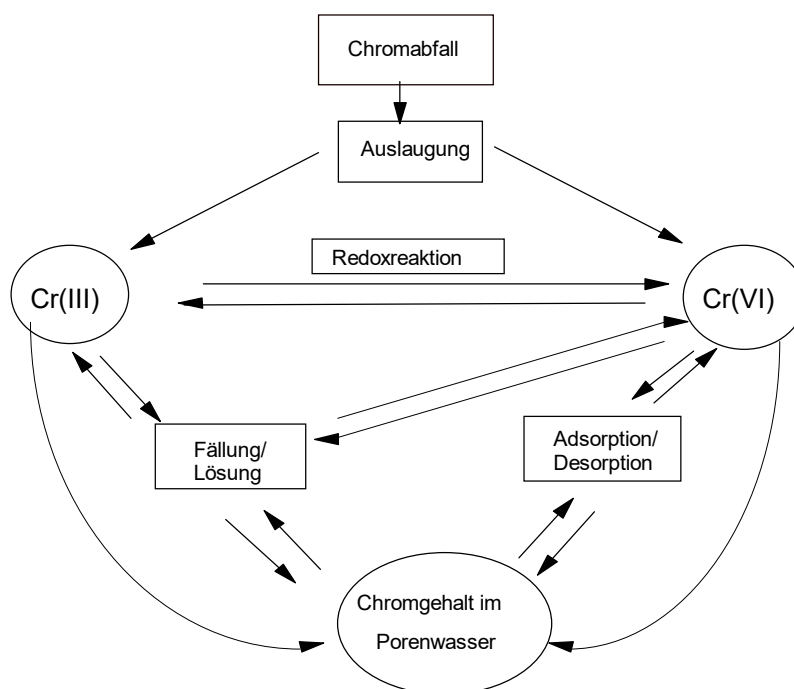 Chromabfall
Auslaugung
Redoxreaktion
Cr(III)
Cr(VI)
Fällung/
Lösung
Adsorption/
Desorption
Chromgehalt im
Porenwasser